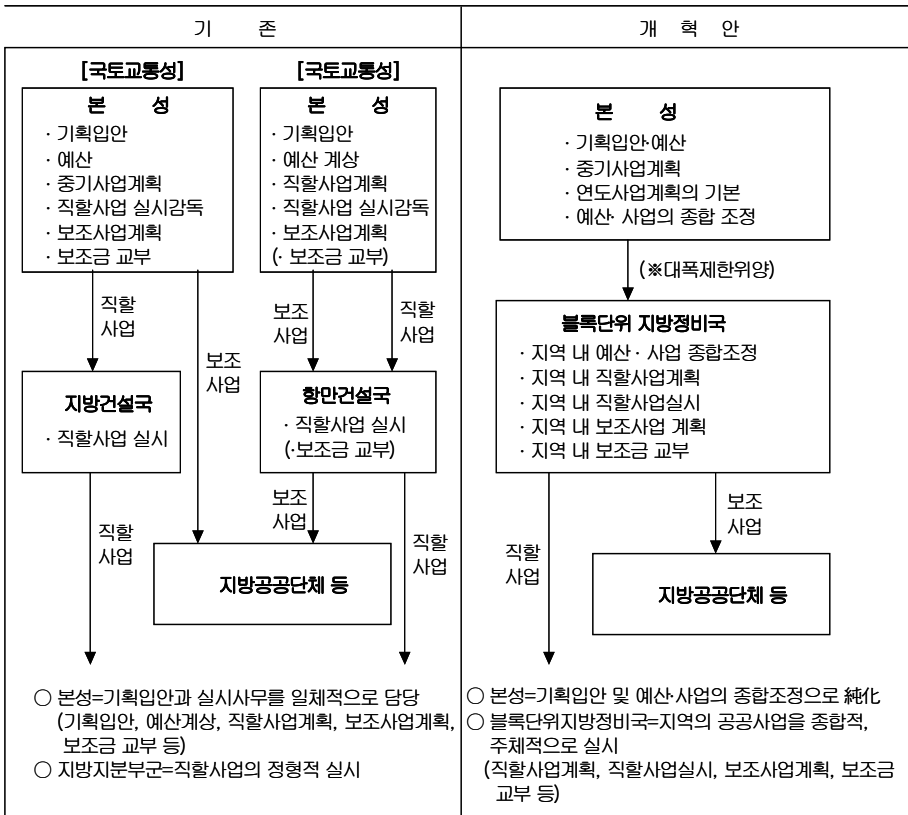 기 존
개 혁 안
[국토교통성]
본 성
· 기획입안
· 예산
· 중기사업계획
· 직할사업 실시감독
· 보조사업계획
· 보조금 교부
직할
사업
보조
사업
지방건설국
· 직할사업 실시
직할
사업
[국토교통성]
본 성
· 기획입안
· 예산 계상
· 직할사업계획
· 직할사업 실시감독
· 보조사업계획
(· 보조금 교부)
보조
사업
직할
사업
항만건설국
· 직할사업 실시
(·보조금 교부)
보조
사업
직할
사업
지방공공단체 등
○ 본성=기획입안과 실시사무를 일체적으로 담당
(기획입안, 예산계상, 직할사업계획, 보조사업계획,
보조금 교부 등)
○ 지방지분부군=직할사업의 정형적 실시
본 성
· 기획입안·예산
· 중기사업계획
· 연도사업계획의 기본
· 예산· 사업의 종합 조정
(※대폭제한위양)
블록단위 지방정비국
· 지역 내 예산 · 사업 종합조정
· 지역 내 직할사업계획
· 지역 내 직할사업실시
· 지역 내 보조사업 계획
· 지역 내 보조금 교부
직할
사업
보조
사업
지방공공단체 등
○ 본성=기획입안 및 예산·사업의 종합조정으로 純化
○ 블록단위지방정비국=지역의 공공사업을 종합적,
주체적으로 실시
(직할사업계획, 직할사업실시, 보조사업계획, 보조금
교부 등)